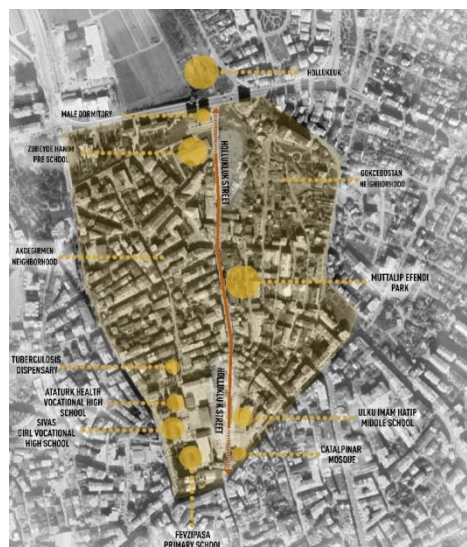 HOLLUKLUK
MALE DORMITORY
ZUBEYDE HANIM
PRE SCHOOL
HOLLUKLUK STREET
GOKCEBOSTAN
NEIGHBORHOOD
AKDEGIRMEN
NEIGHBORHOOD
MUTTALIP EFENDI
PARK
TUBERCULOSIS
DISPENSARY
ATATURK HEALTH
VOCATIONAL HIGH
SCHOOL
SIVAS
GIRL VOCATIONAL
HIGH SCHOOL
HOLLUKLUK STREET
ULKU IMAM HATIP
MIDDLE SCHOOL
CATALPINAR
MOSQUE
FEVZIPASA
PRIMARY SCHOOL